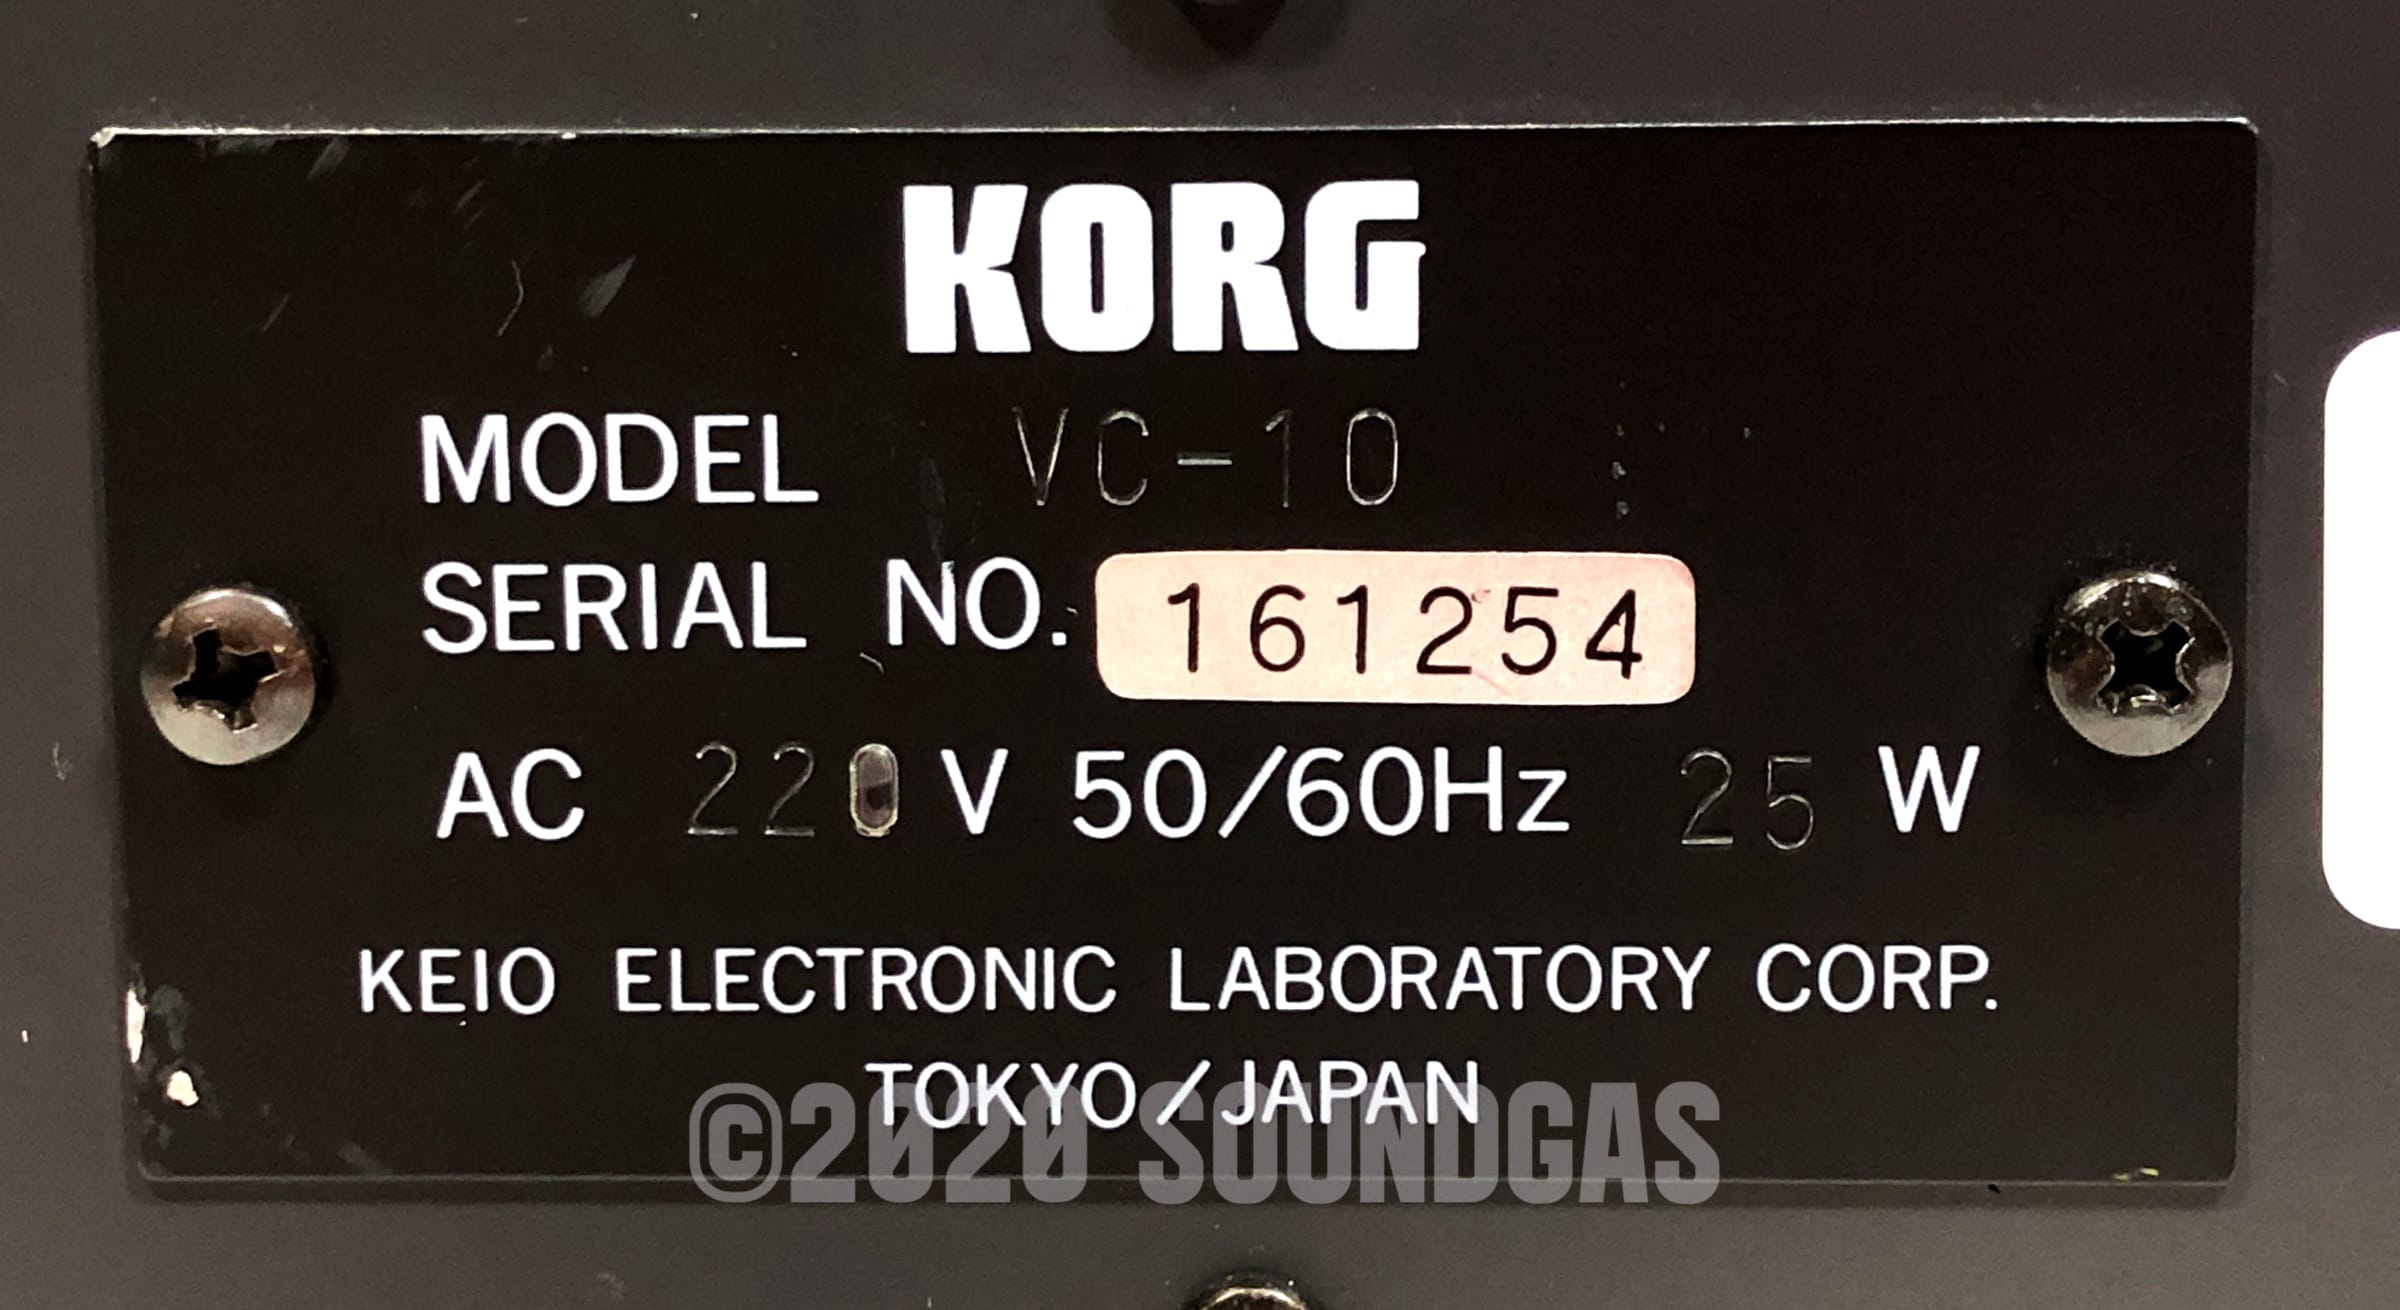 KORG
MODEL VC-10
SERIAL NO. 161254
AC 220 V 50/60Hz 25 W
KEIO ELECTRONIC LABORATORY CORP.
TOKYO/JAPAN
©2020 SOUNDGAS